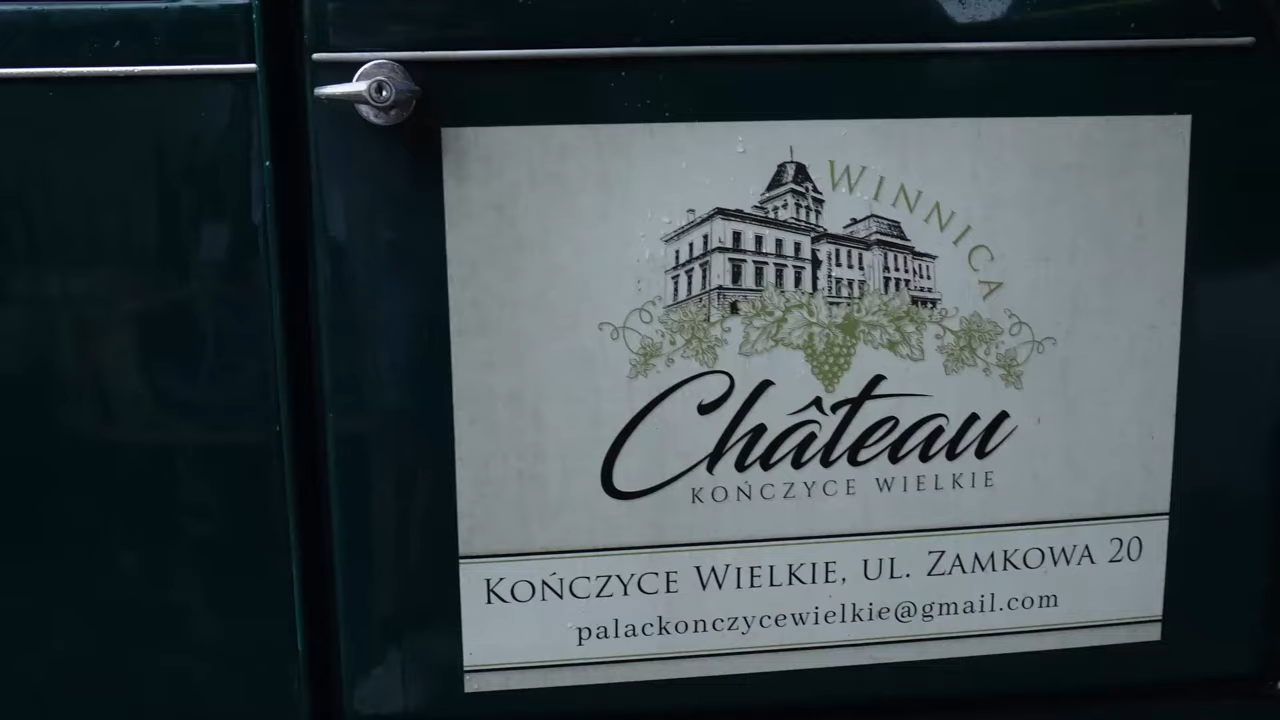 WINNICA
Château
KOŃCZYCE WIELKIE
KOŃCZYCE WIELKIE, UL. ZAMKOWA 20
palackonczycewielkie@gmail.com